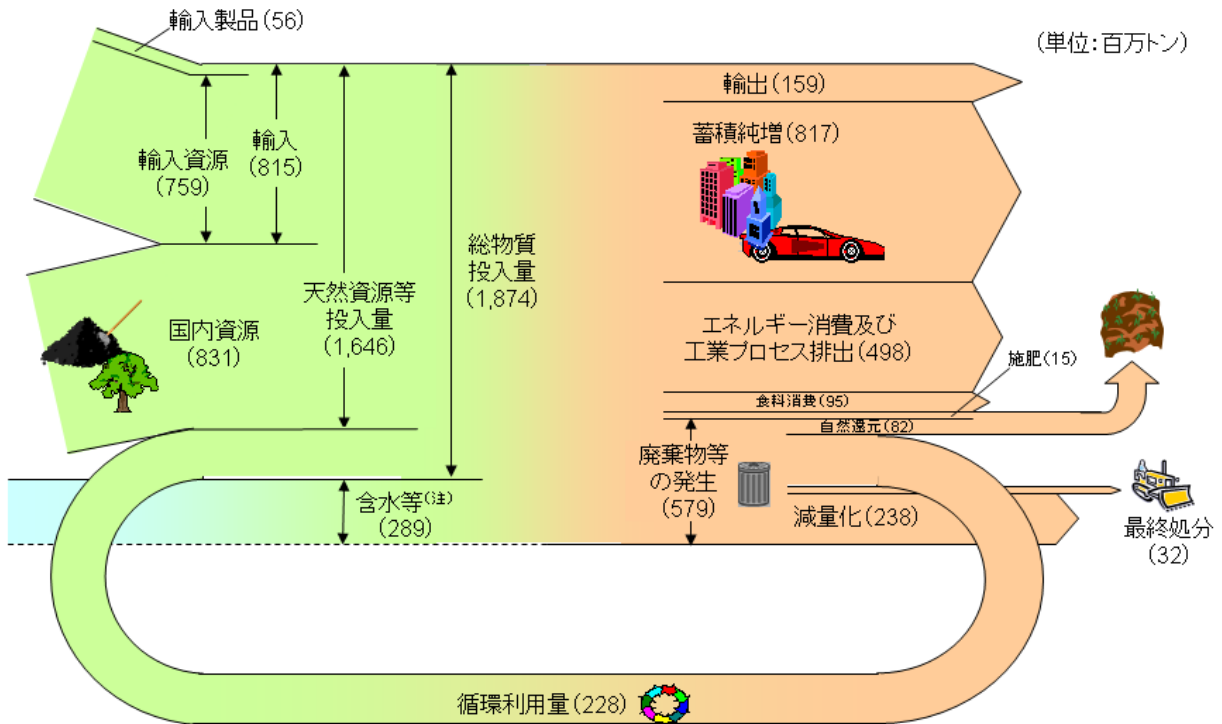 輸入製品(56)
(単位:百万トン)
輸出(159)
蓄積純増(817)
輸入
(815)
輸入資源
(759)
総物質
投入量
(1,874)
天然資源等
投入量
(1,646)
国内資源
(831)
エネルギー消費及び
工業プロセス排出(498)
施肥(15)
食料消費(95)
自然還元(82)
廃棄物等
の発生
(579)
含水等(注)
(289)
減量化(238)
最終処分
(32)
循環利用量(228)